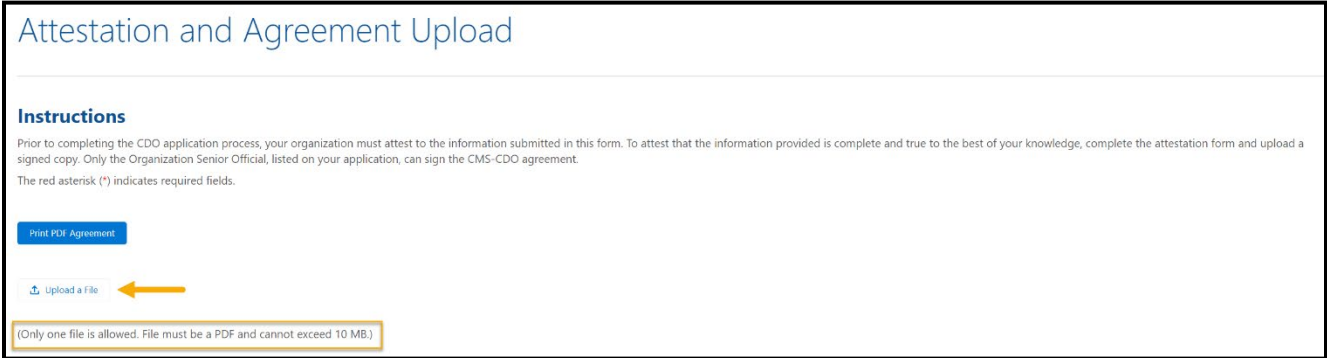 Attestation and Agreement Upload
Instructions
Prior to completing the CDO application process, your organization must attest to the information submitted in this form. To attest that the information provided is complete and true to the best of your knowledge, complete the attestation form and upload a
signed copy. Only the Organization Senior Official, listed on your application, can sign the CMS-CDO agreement.
The red asterisk (*) indicates required fields.
Print PDF Agreement
Upload a File
(Only one file is allowed. File must be a PDF and cannot exceed 10 MB.)